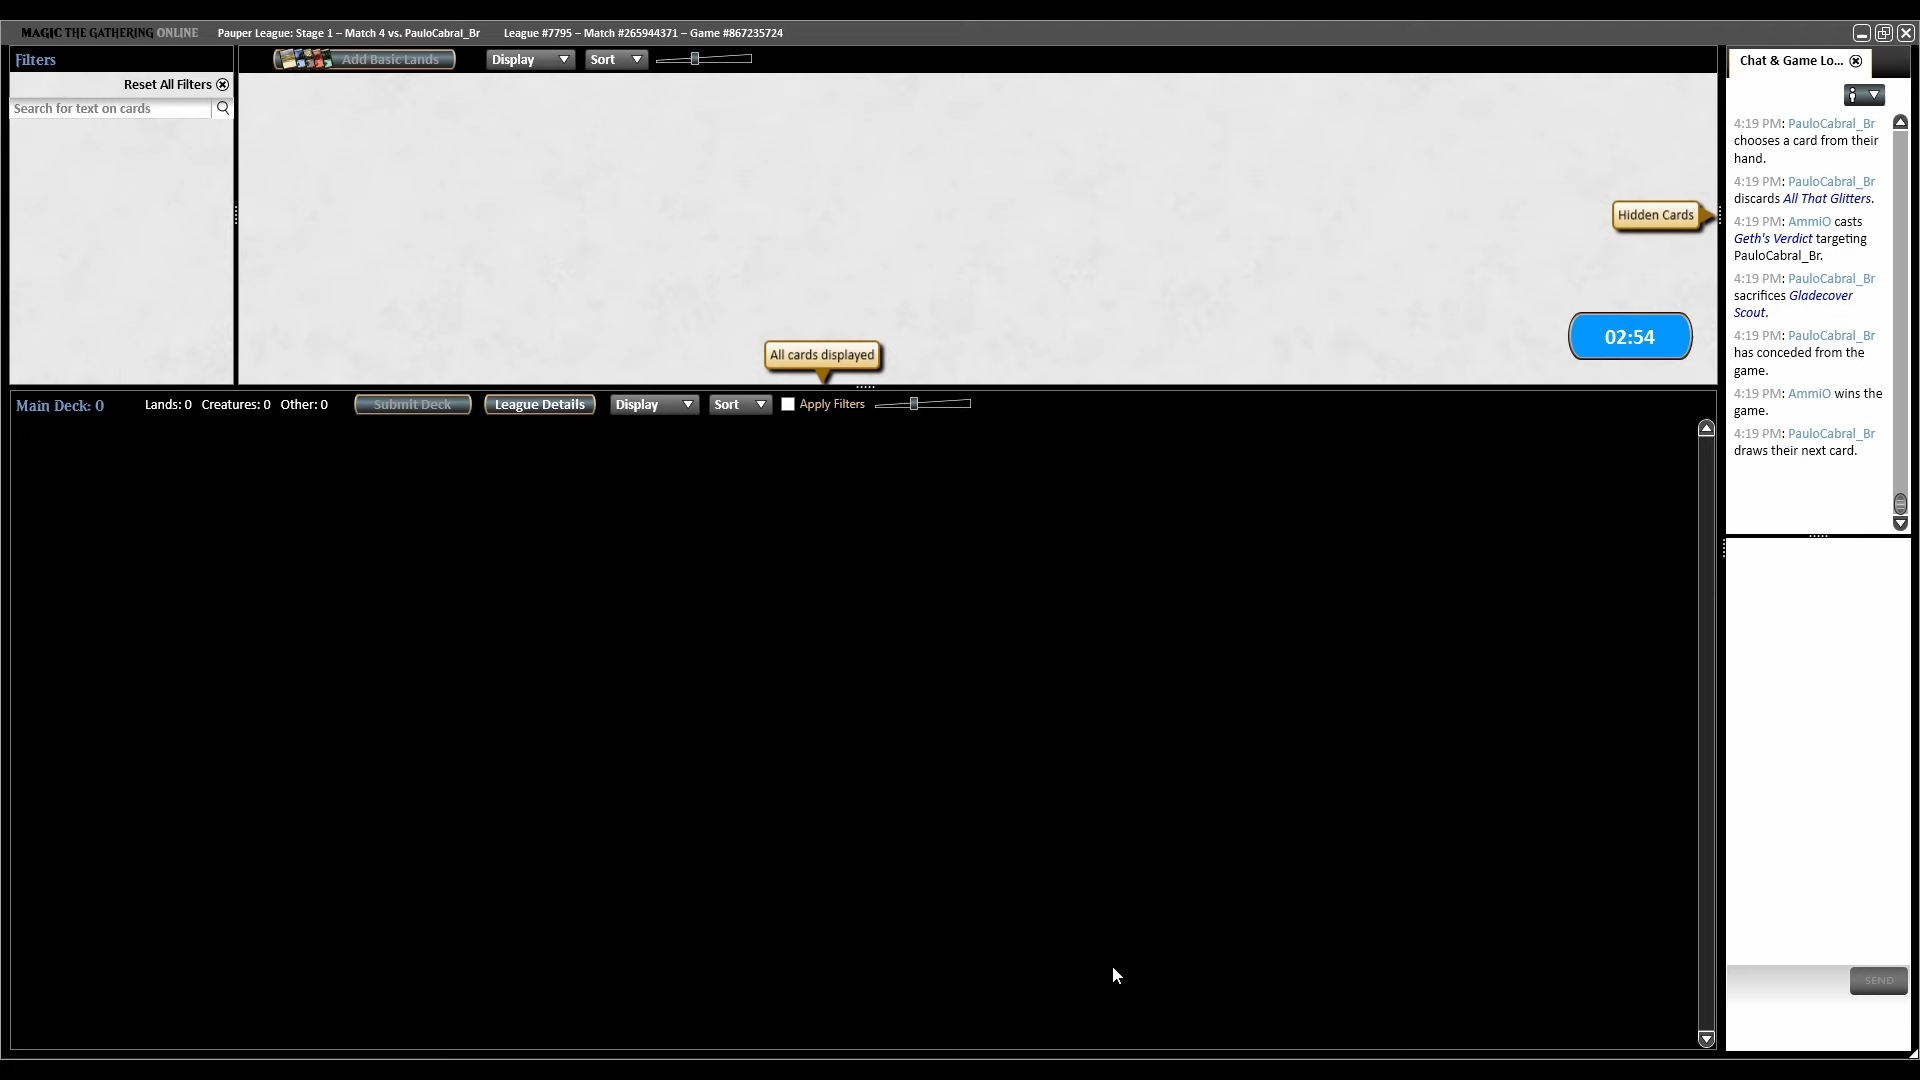 MAGIC THE GATHERING ONLINE Pauper League: Stage 1 – Match 4 vs. PauloCabral_Br League #7795 – Match #265944371 – Game #867235724
Filters
Reset All Filters
Search for text on cards
Add Basic Lands Display Sort
Hidden Cards
02:54
All cards displayed
Main Deck: 0 Lands: 0 Creatures: 0 Other: 0 Submit Deck League Details Display Sort Apply Filters
Chat & Game Lo...
4:19 PM: PauloCabral_Br
chooses a card from their
hand.
4:19 PM: PauloCabral_Br
discards All That Glitters.
4:19 PM: AmmiO casts
Geth's Verdict targeting
PauloCabral_Br.
4:19 PM: PauloCabral_Br
sacrifices Gladecover
Scout.
4:19 PM: PauloCabral_Br
has conceded from the
game.
4:19 PM: AmmiO wins the
game.
4:19 PM: PauloCabral_Br
draws their next card.
SEND